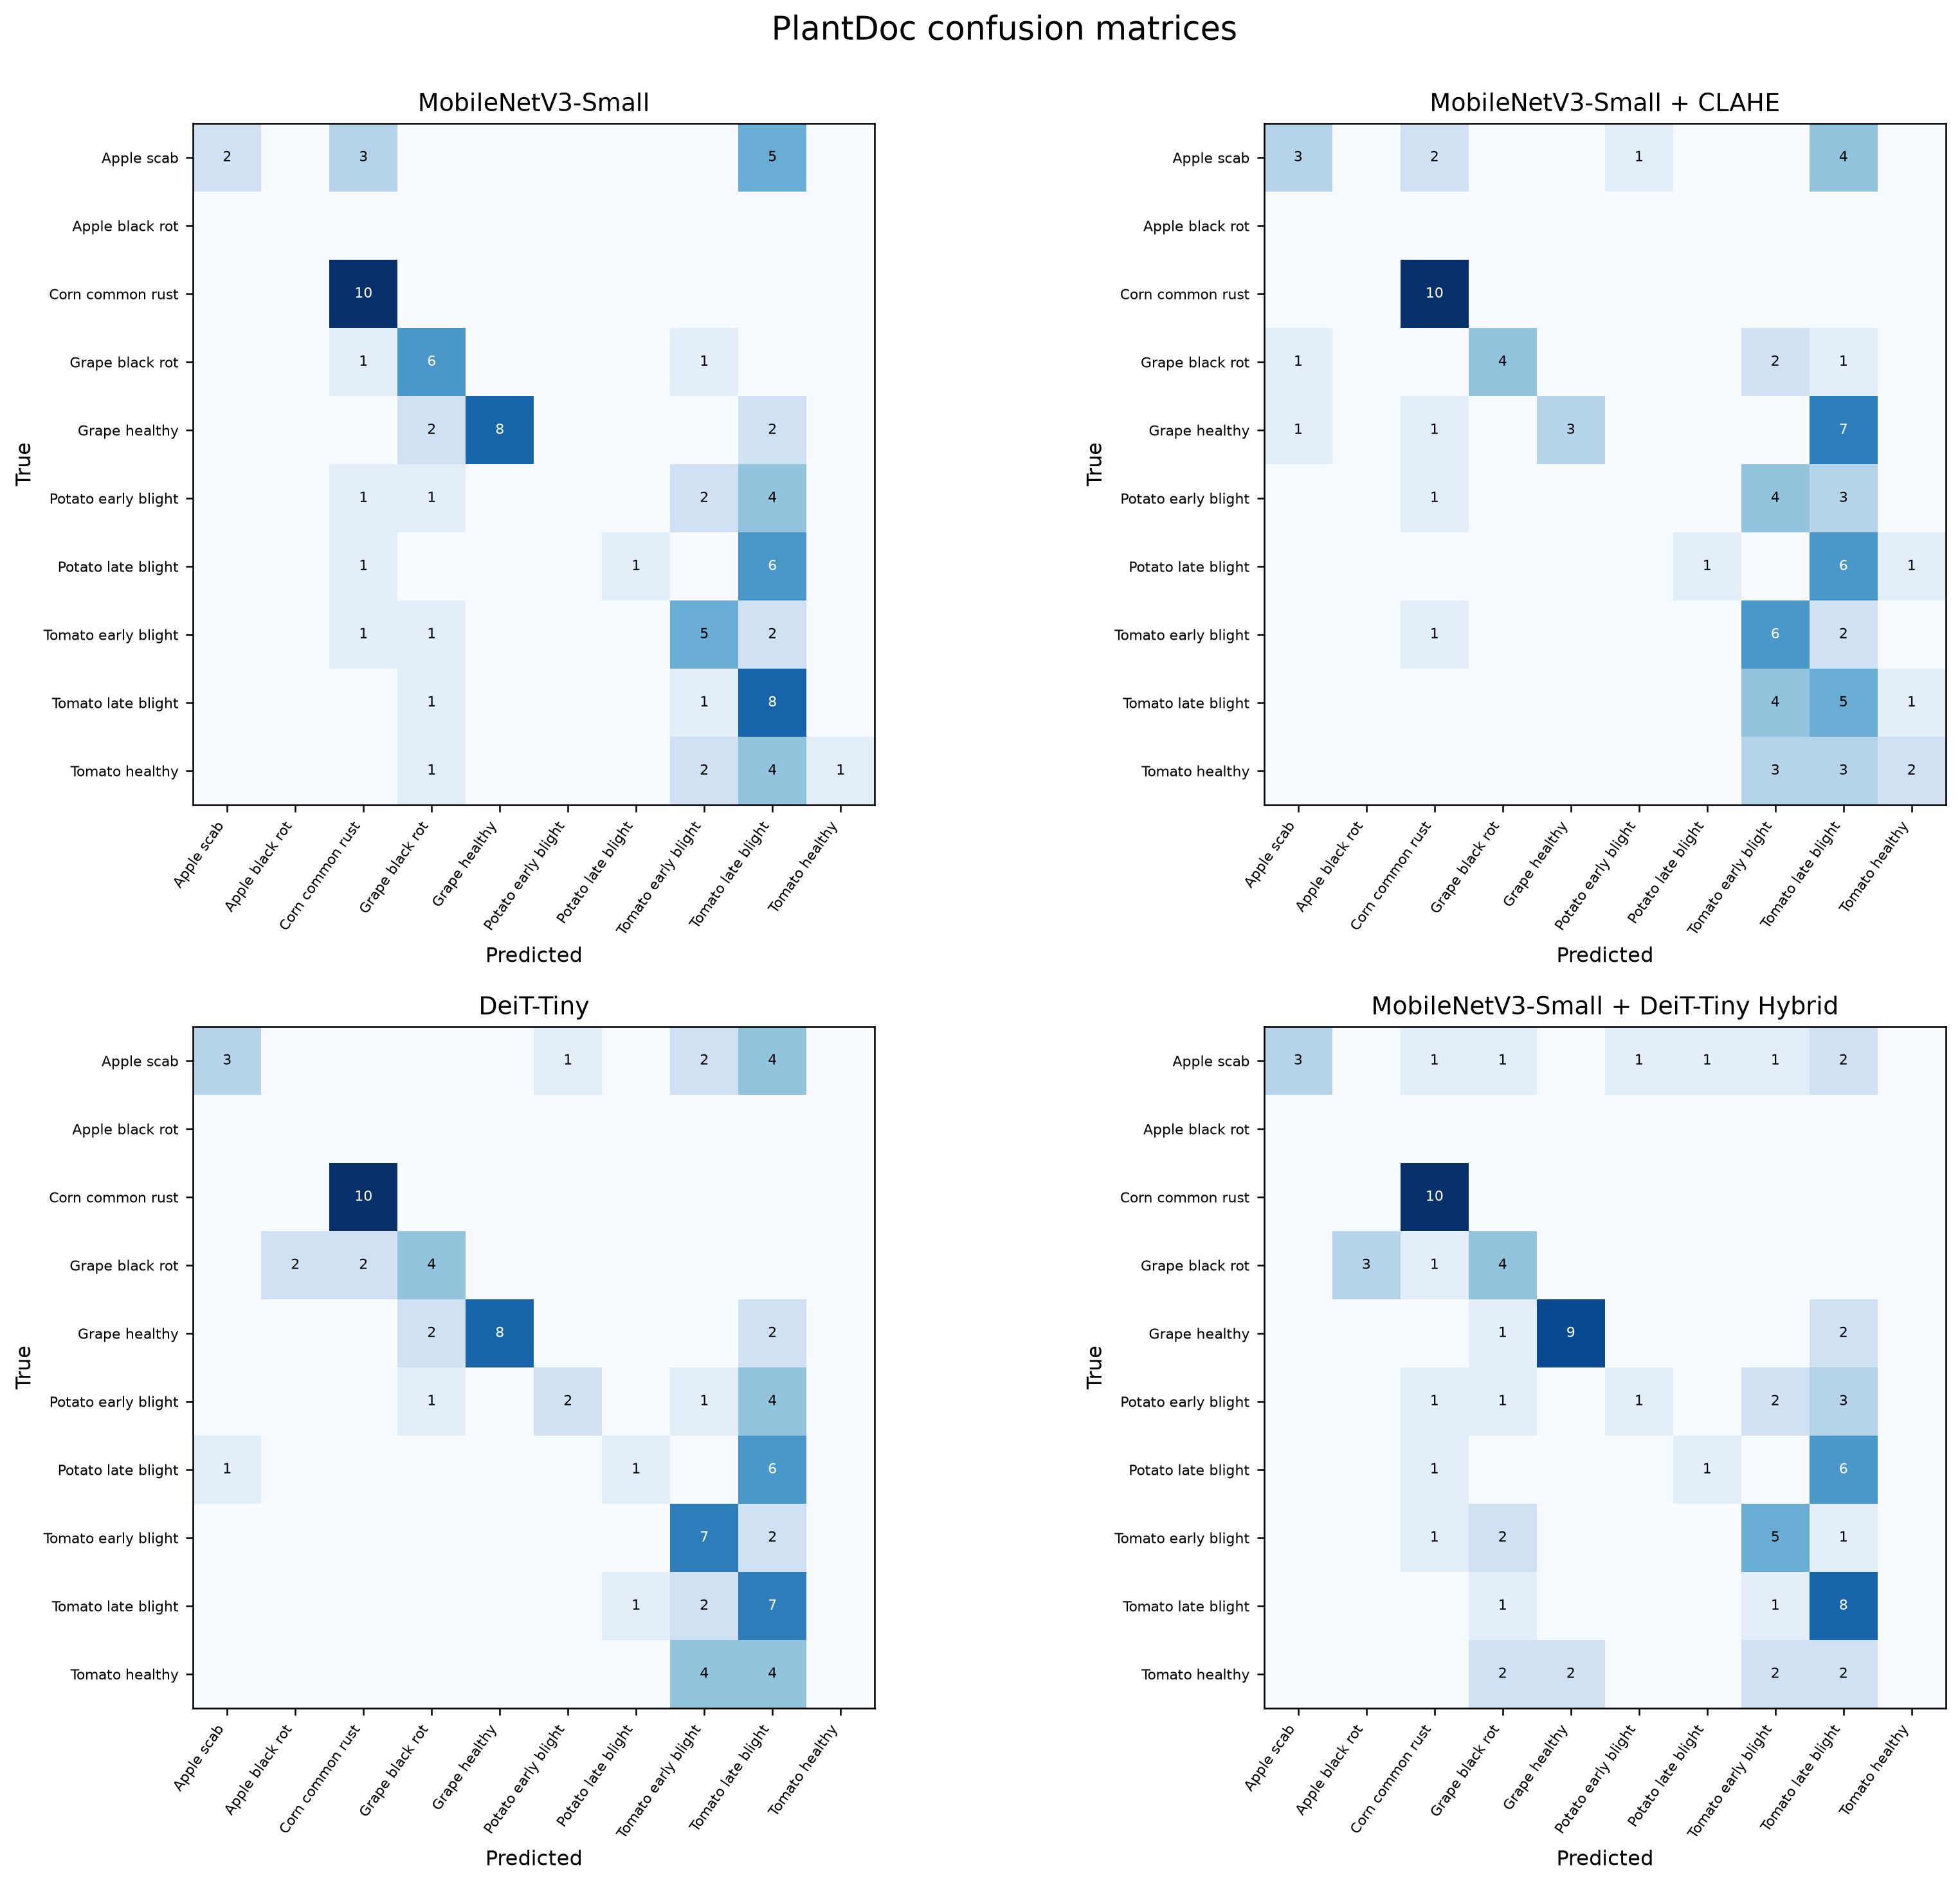 PlantDoc confusion matrices
MobileNetV3-Small
True
Apple scab 2 3 5
Apple black rot
Corn common rust 10
Grape black rot 1 6 1
Grape healthy 2 8 2
Potato early blight 1 1 2 4
Potato late blight 1 1 6
Tomato early blight 1 1 5 2
Tomato late blight 1 1 8
Tomato healthy 1 2 4 1
Apple scab Apple black rot Corn common rust Grape black rot Grape healthy Potato early blight Potato late blight Tomato early blight Tomato late blight Tomato healthy
Predicted
MobileNetV3-Small + CLAHE
True
Apple scab 3 2 1 4
Apple black rot
Corn common rust 10
Grape black rot 1 4 2 1
Grape healthy 1 1 3 7
Potato early blight 1 4 3
Potato late blight 1 6 1
Tomato early blight 1 6 2
Tomato late blight 4 5 1
Tomato healthy 3 3 2
Apple scab Apple black rot Corn common rust Grape black rot Grape healthy Potato early blight Potato late blight Tomato early blight Tomato late blight Tomato healthy
Predicted
DeiT-Tiny
True
Apple scab 3 1 2 4
Apple black rot
Corn common rust 10
Grape black rot 2 2 4
Grape healthy 2 8 2
Potato early blight 1 2 1 4
Potato late blight 1 1 6
Tomato early blight 7 2
Tomato late blight 1 2 7
Tomato healthy 4 4
Apple scab Apple black rot Corn common rust Grape black rot Grape healthy Potato early blight Potato late blight Tomato early blight Tomato late blight Tomato healthy
Predicted
MobileNetV3-Small + DeiT-Tiny Hybrid
True
Apple scab 3 1 1 1 1 1 2
Apple black rot
Corn common rust 10
Grape black rot 3 1 4
Grape healthy 1 9 2
Potato early blight 1 1 1 2 3
Potato late blight 1 1 6
Tomato early blight 1 2 5 1
Tomato late blight 1 1 8
Tomato healthy 2 2 2 2
Apple scab Apple black rot Corn common rust Grape black rot Grape healthy Potato early blight Potato late blight Tomato early blight Tomato late blight Tomato healthy
Predicted